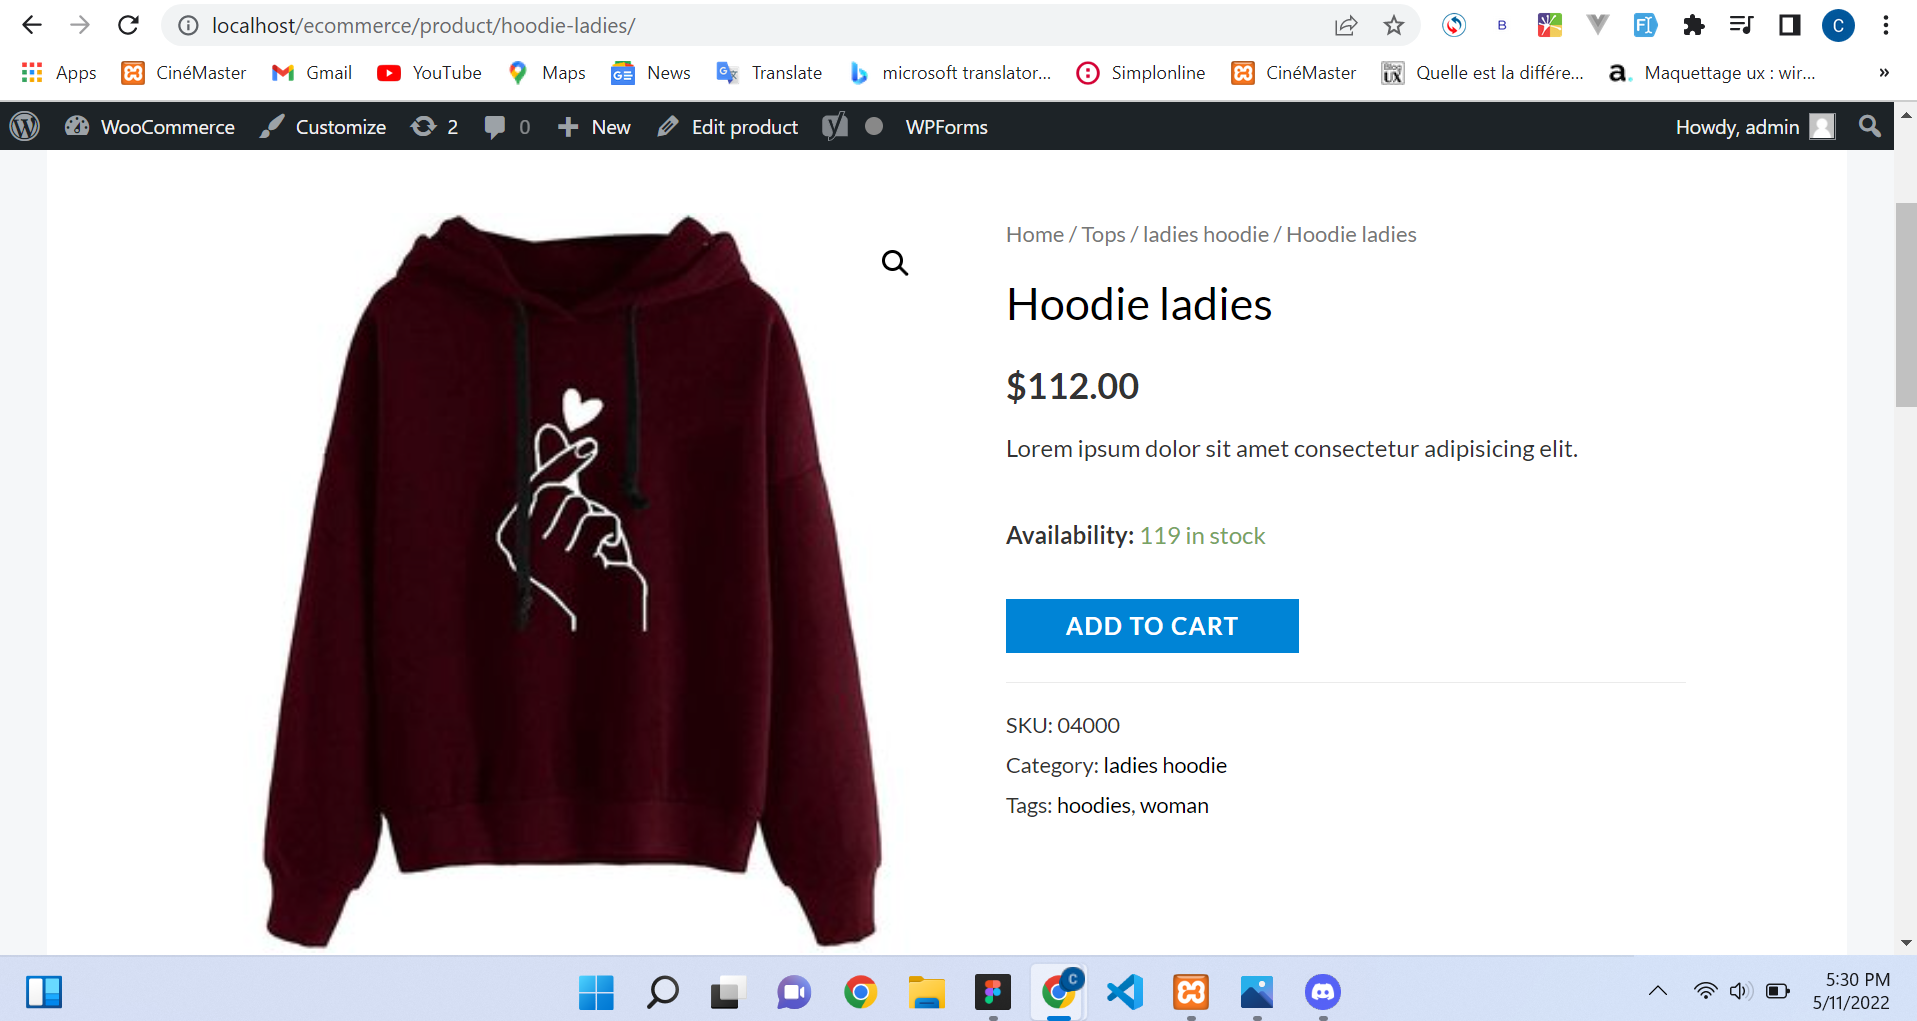 localhost/ecommerce/product/hoodie-ladies/
B
C
Apps CinéMaster Gmail YouTube Maps News Translate microsoft translator... Simplonline CinéMaster Quelle est la différe... Maquettage ux : wir... »
WooCommerce Customize 2 0 New Edit product WPForms Howdy, admin
Home / Tops / ladies hoodie / Hoodie ladies
Hoodie ladies
$112.00
Lorem ipsum dolor sit amet consectetur adipisicing elit.
Availability: 119 in stock
ADD TO CART
SKU: 04000
Category: ladies hoodie
Tags: hoodies, woman
C
5:30 PM
5/11/2022